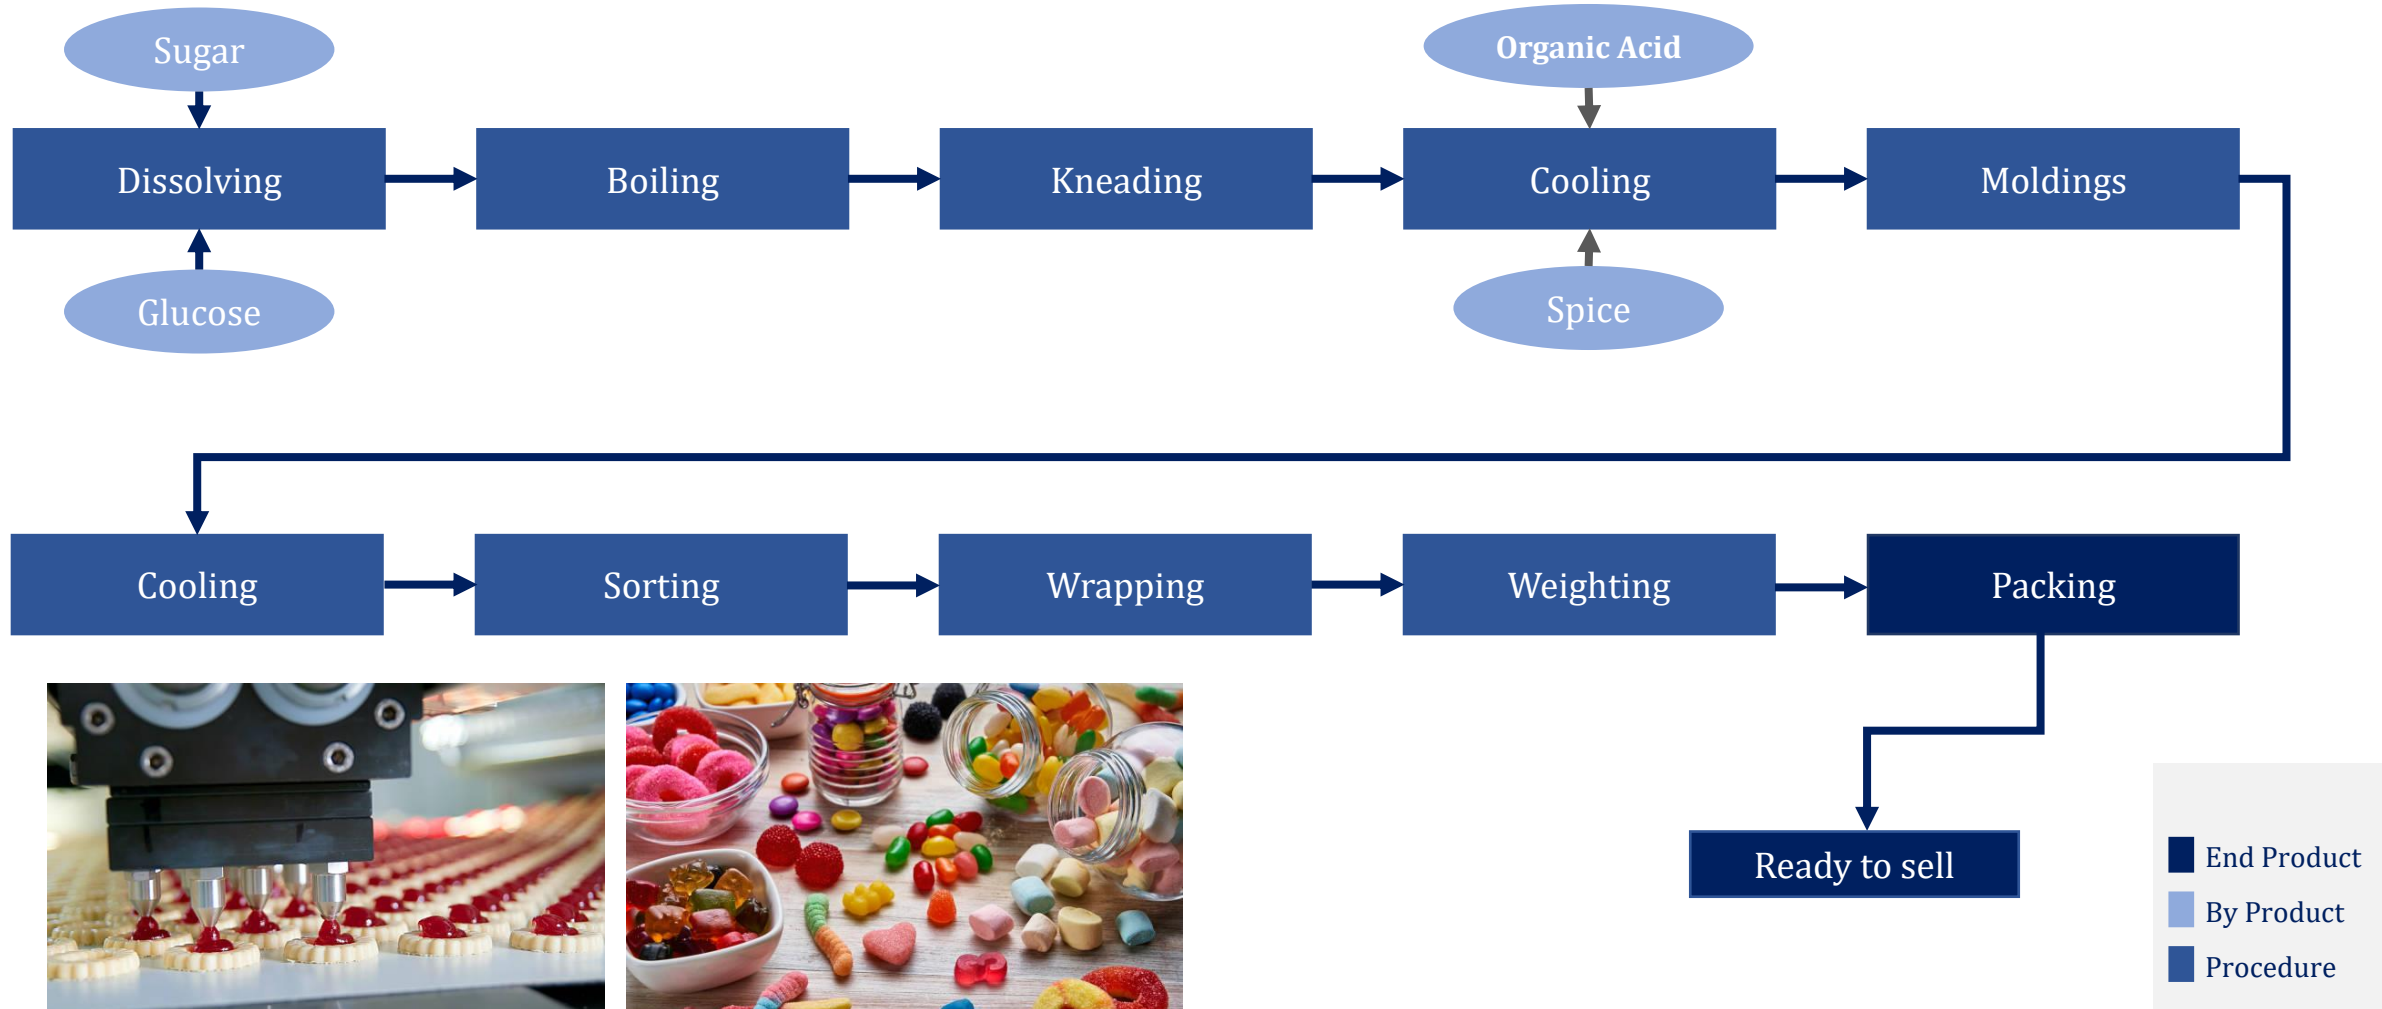 Sugar
Organic Acid
Dissolving
Boiling
Kneading
Cooling
Moldings
Glucose
Spice
Cooling
Sorting
Wrapping
Weighting
Packing
Ready to sell
End Product
By Product
Procedure